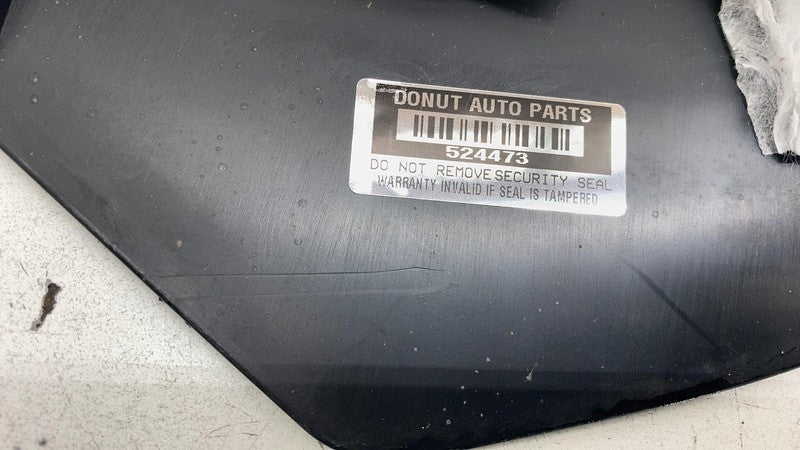 DONUT AUTO PARTS
524473
DO NOT REMOVE SECURITY SEAL
WARRANTY INVALID IF SEAL IS TAMPERED